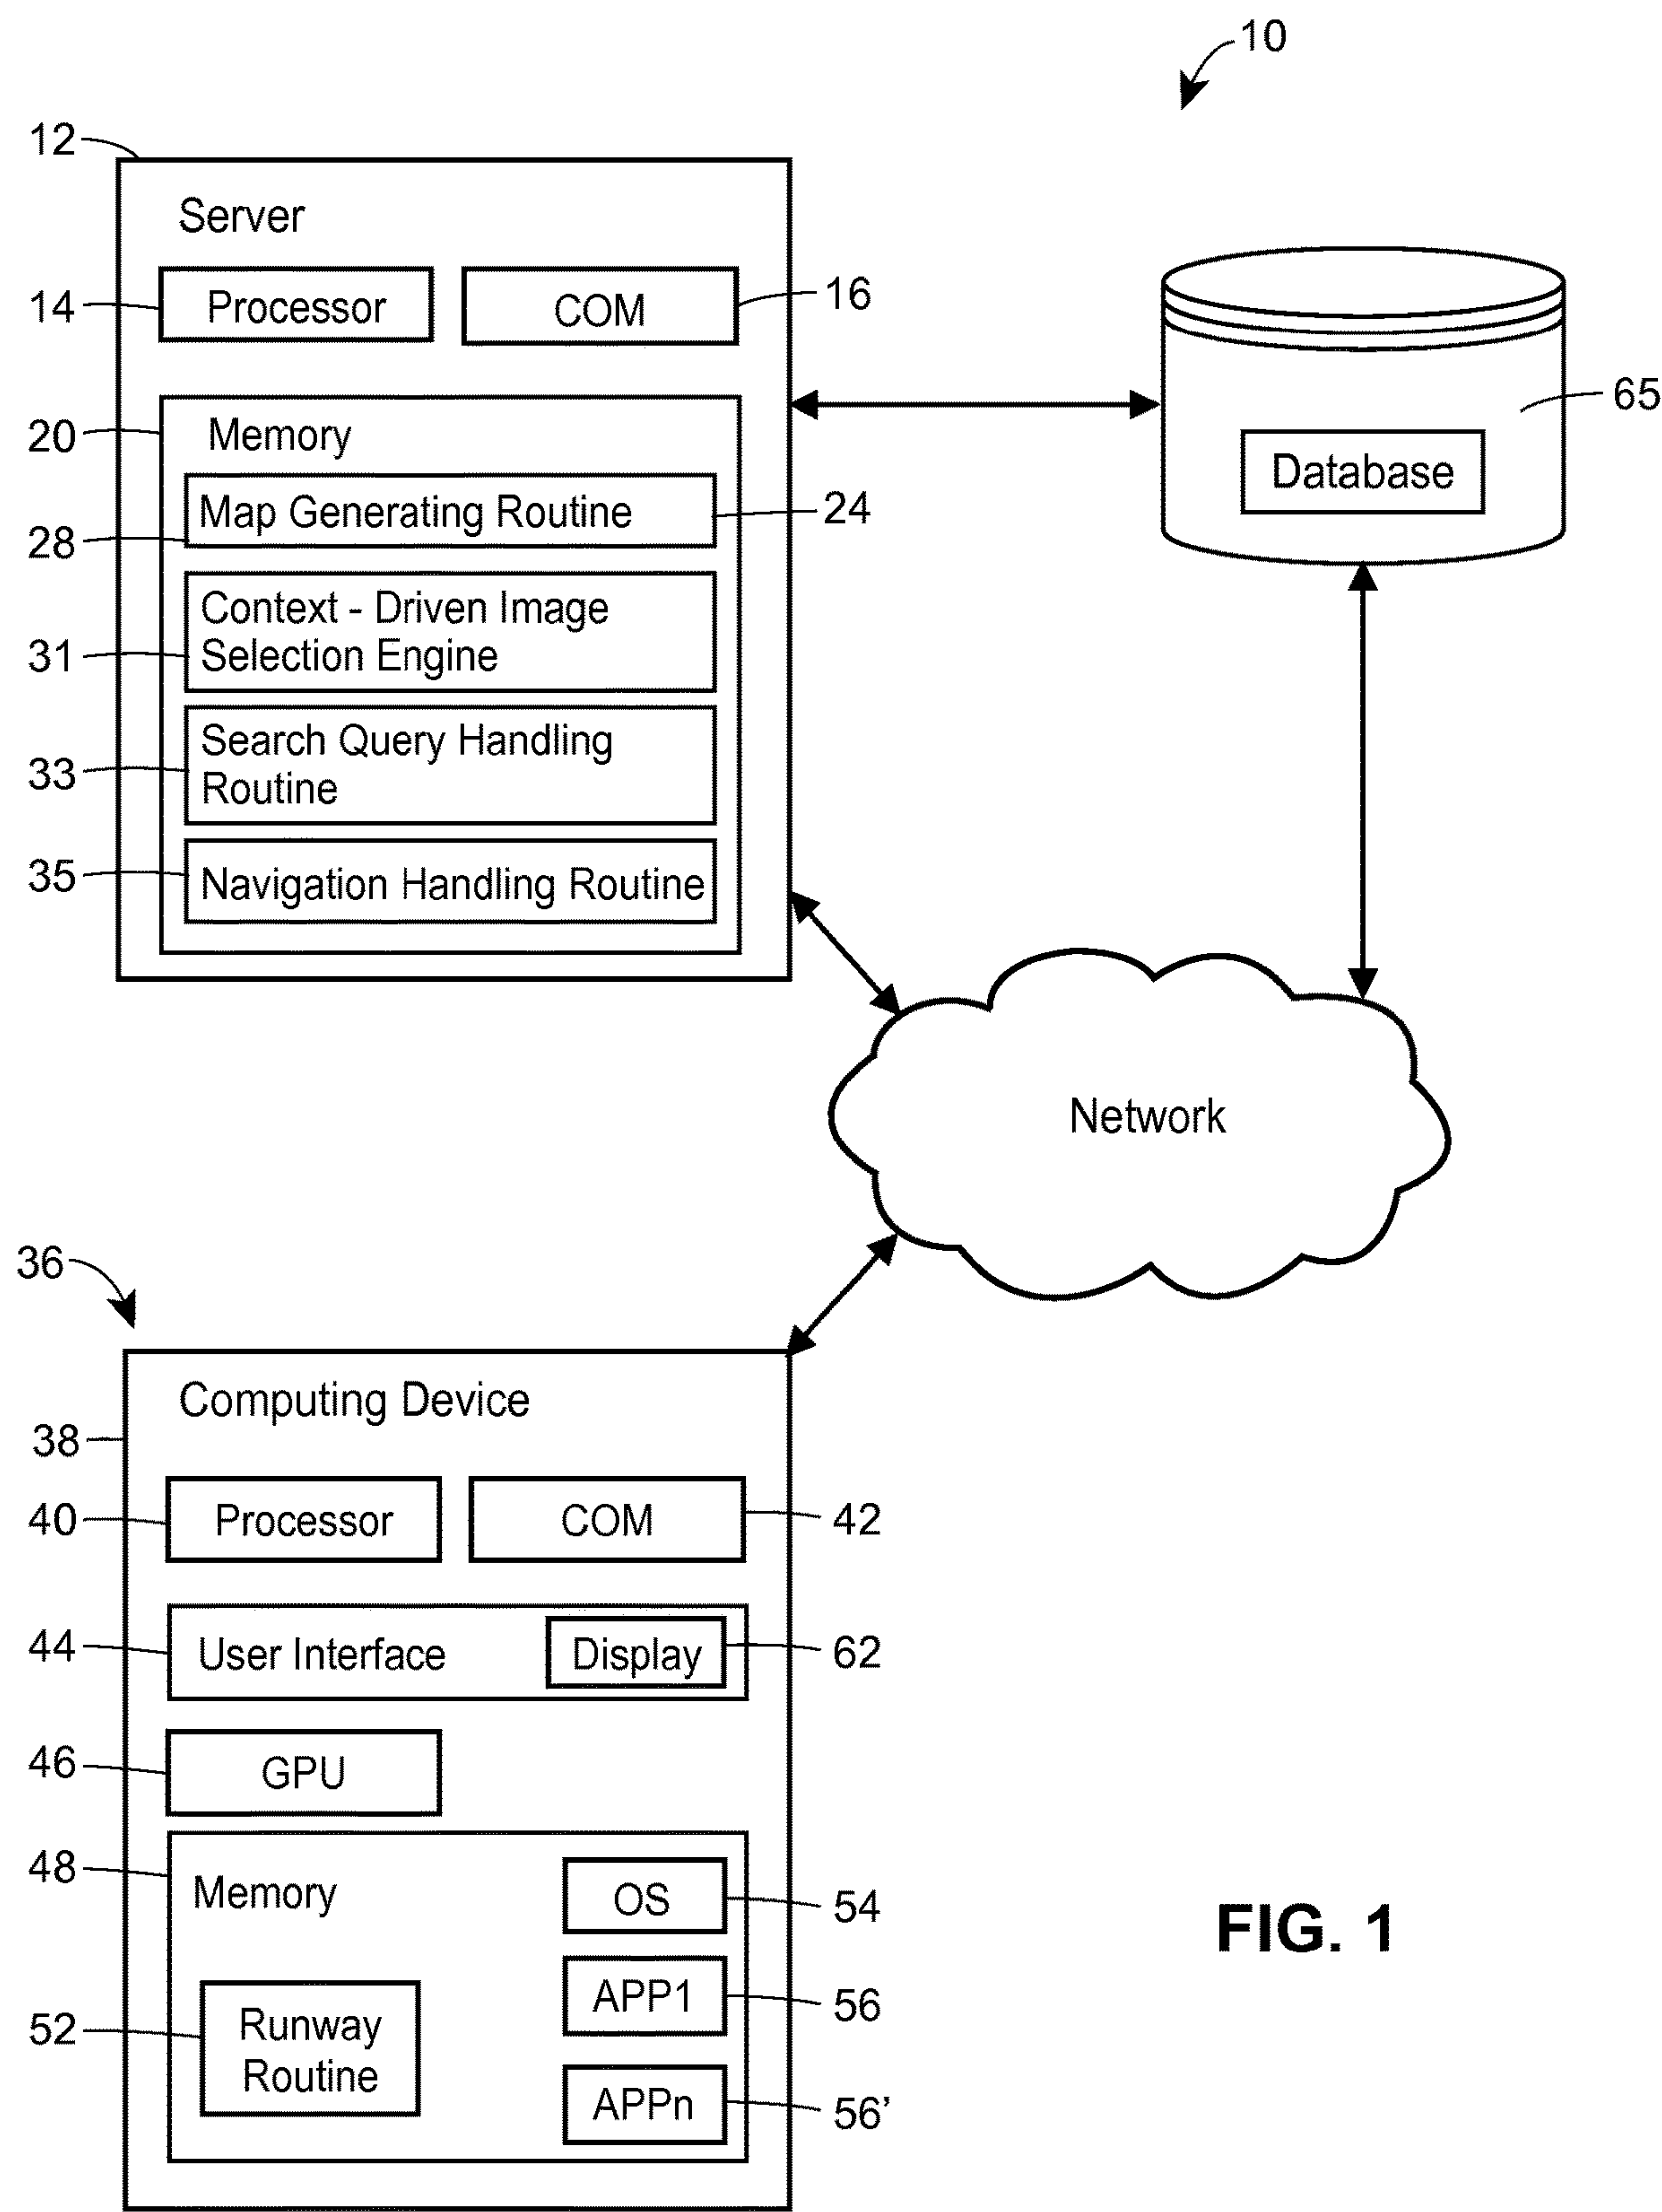 10
12
Server
14
Processor
COM
16
65
20
Memory
Database
Map Generating Routine
24
28
Context - Driven Image
Selection Engine
31
Search Query Handling
Routine
33
35
Navigation Handling Routine
Network
36
Computing Device
38
40
Processor
COM
42
44
User Interface
Display
62
46
GPU
48
Memory
OS
54
APP1
56
52
Runway
Routine
APPn
56’
FIG. 1